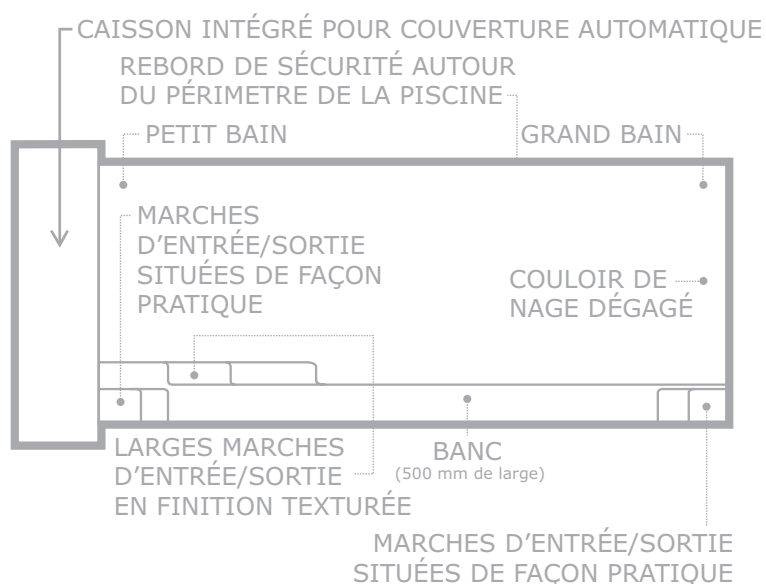 CAISSON INTÉGRÉ POUR COUVERTURE AUTOMATIQUE
REBORD DE SÉCURITÉ AUTOUR
DU PÉRIMETRE DE LA PISCINE
PETIT BAIN
GRAND BAIN
MARCHES
D’ENTRÉE/SORTIE
SITUÉES DE FAÇON
PRATIQUE
COULOIR DE
NAGE DÉGAGÉ
LARGES MARCHES
D’ENTRÉE/SORTIE
EN FINITION TEXTURÉE
BANC
(500 mm de large)
MARCHES D’ENTRÉE/SORTIE
SITUÉES DE FAÇON PRATIQUE